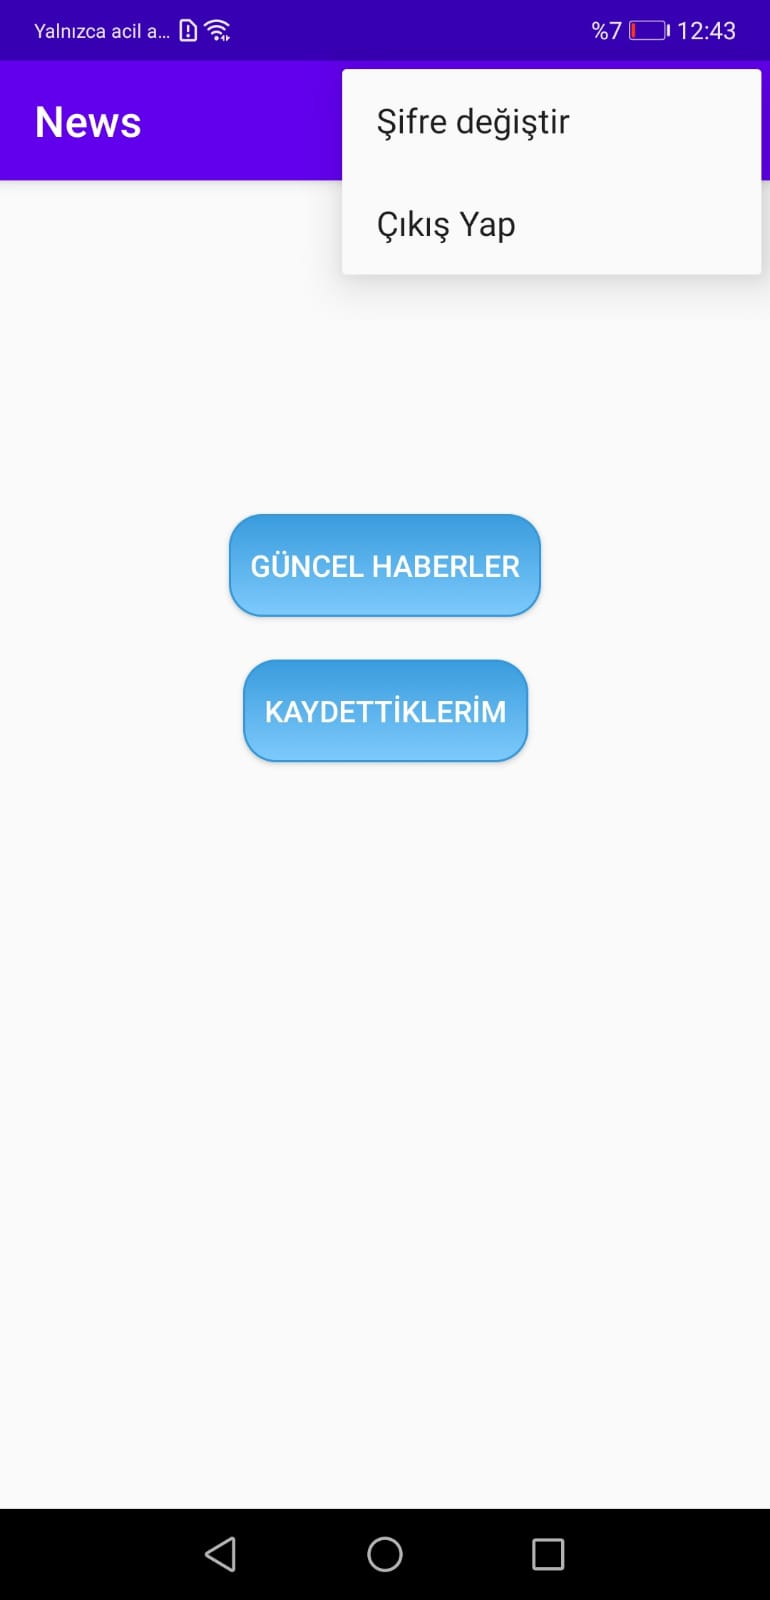 Yalnızca acil a... %7 12:43
News
Şifre değiştir
Çıkış Yap
GÜNCEL HABERLER
KAYDETTİKLERİM